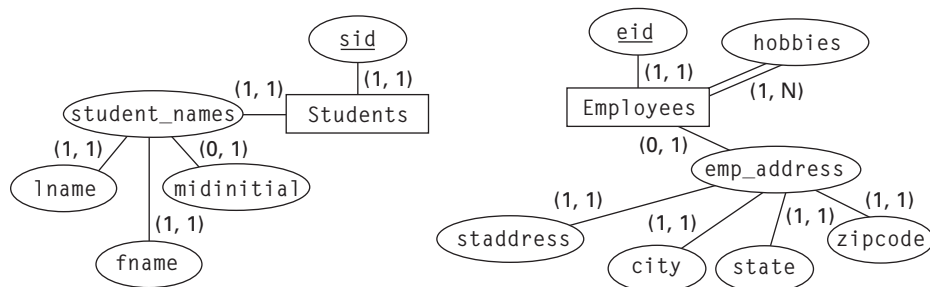 sid
(1, 1)
(1, 1)
student_names
Students
(1, 1)
(0, 1)
lname
midinitial
(1, 1)
fname
eid
hobbies
(1, 1)
(1, N)
Employees
(0, 1)
emp_address
(1, 1)
(1, 1)
(1, 1)
(1, 1)
staddress
zipcode
city
state